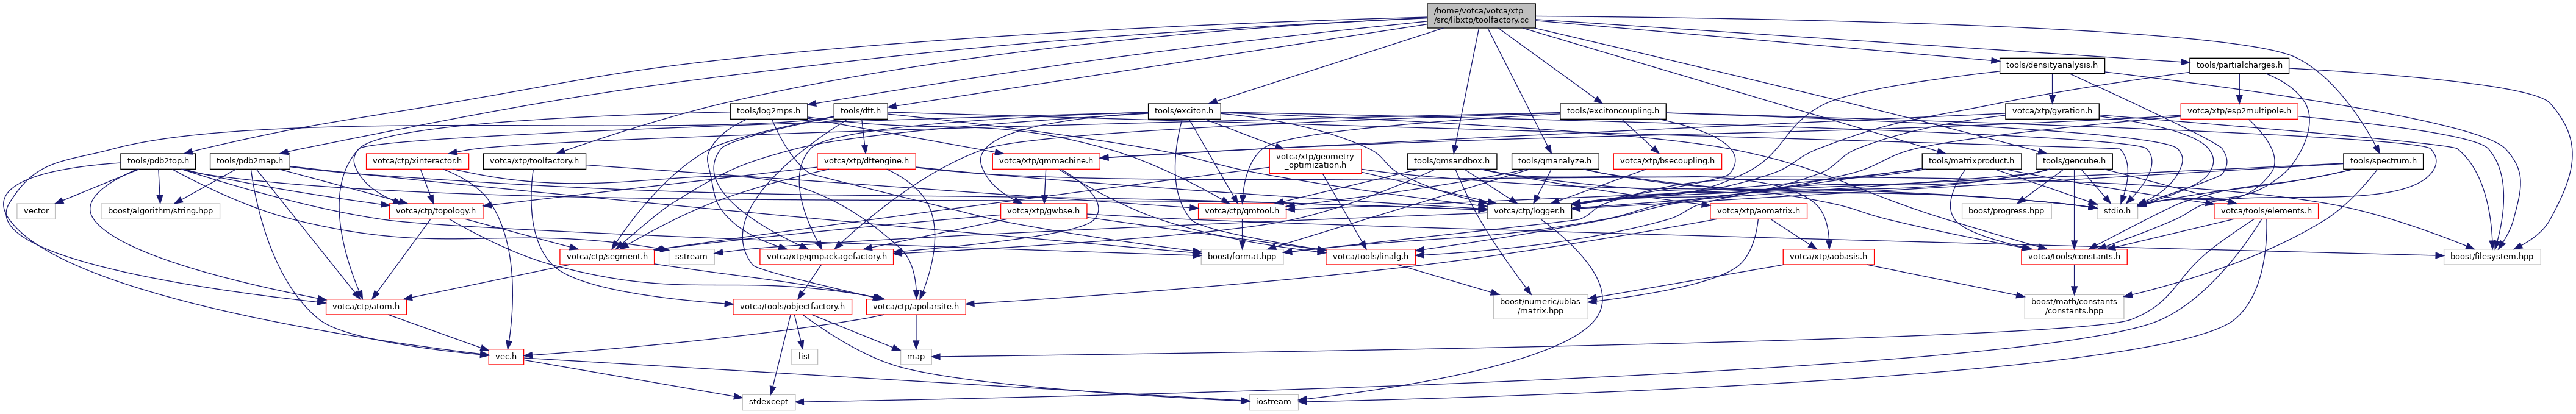 /home/votca/votca/xtp
/src/libxtp/toolfactory.cc
tools/densityanalysis.h
tools/partialcharges.h
tools/log2mps.h
tools/dft.h
tools/exciton.h
tools/excitoncoupling.h
votca/xtp/gyration.h
votca/xtp/esp2multipole.h
tools/pdb2top.h
tools/pdb2map.h
votca/ctp/xinteractor.h
votca/xtp/toolfactory.h
votca/xtp/dftengine.h
votca/xtp/qmmachine.h
votca/xtp/geometry
_optimization.h
tools/qmsandbox.h
tools/qmanalyze.h
votca/xtp/bsecoupling.h
tools/matrixproduct.h
tools/gencube.h
tools/spectrum.h
vector
boost/algorithm/string.hpp
votca/ctp/topology.h
votca/xtp/gwbse.h
votca/ctp/qmtool.h
votca/ctp/logger.h
votca/xtp/aomatrix.h
boost/progress.hpp
stdio.h
votca/tools/elements.h
votca/ctp/segment.h
sstream
votca/xtp/qmpackagefactory.h
boost/format.hpp
votca/tools/linalg.h
votca/xtp/aobasis.h
votca/tools/constants.h
boost/filesystem.hpp
votca/ctp/atom.h
votca/tools/objectfactory.h
votca/ctp/apolarsite.h
boost/numeric/ublas
/matrix.hpp
boost/math/constants
/constants.hpp
vec.h
list
map
stdexcept
iostream